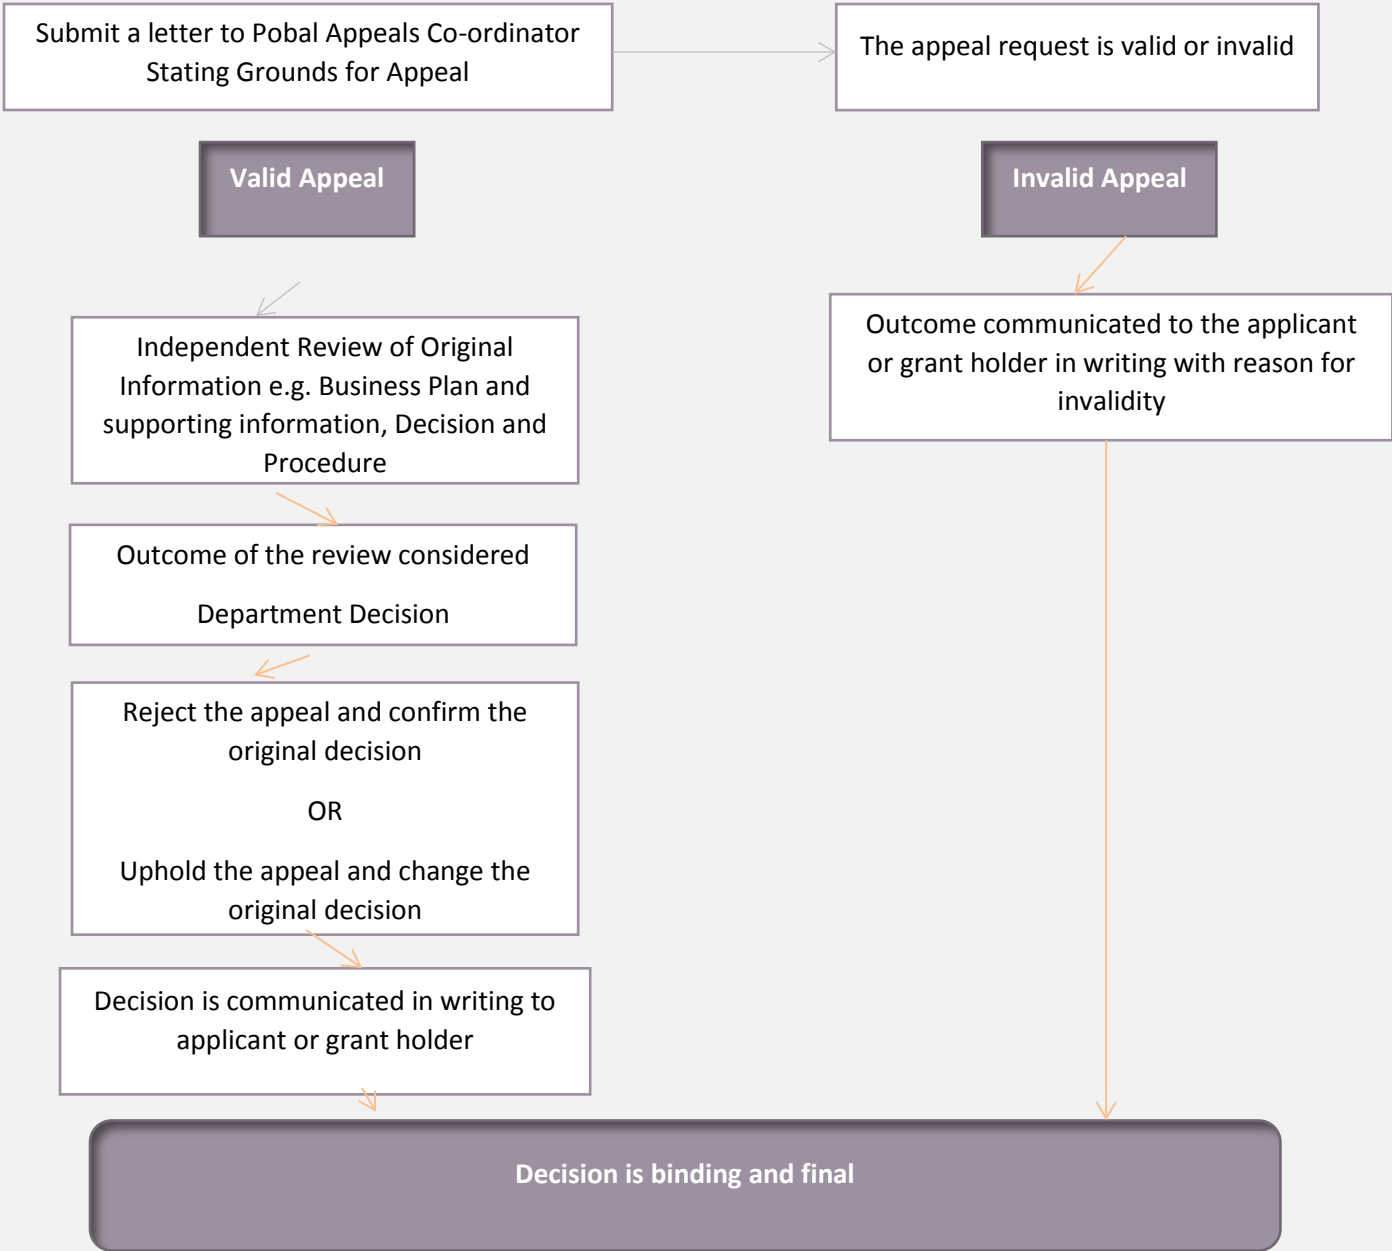 Submit a letter to Pobal Appeals Co-ordinator
Stating Grounds for Appeal
The appeal request is valid or invalid
Valid Appeal
Invalid Appeal
Independent Review of Original
Information e.g. Business Plan and
supporting information, Decision and
Procedure
Outcome communicated to the applicant
or grant holder in writing with reason for
invalidity
Outcome of the review considered
Department Decision
Reject the appeal and confirm the
original decision
OR
Uphold the appeal and change the
original decision
Decision is communicated in writing to
applicant or grant holder
Decision is binding and final